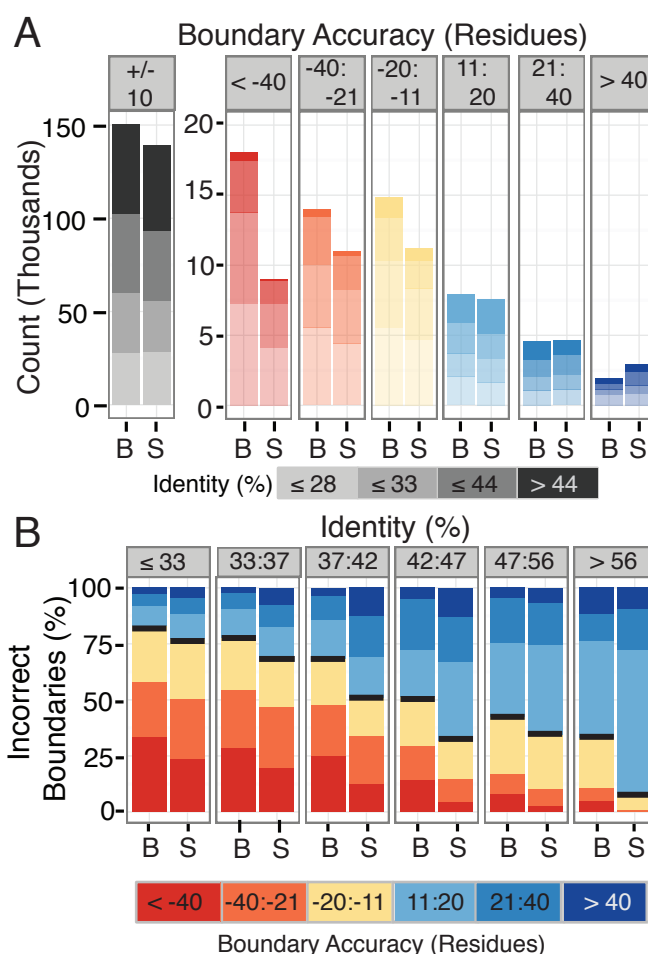 A
Boundary Accuracy (Residues)
+/- 10
< -40
-40: -21
-20: -11
11: 20
21: 40
> 40
Count (Thousands)
150
100
50
0
20
15
10
5
0
B S B S B S B S B S B S B S
Identity (%) ≤ 28 ≤ 33 ≤ 44 > 44
B
Identity (%)
≤ 33 33:37 37:42 42:47 47:56 > 56
Incorrect
Boundaries (%)
100
75
50
25
0
B S B S B S B S B S B S
< -40 -40:-21 -20:-11 11:20 21:40 > 40
Boundary Accuracy (Residues)